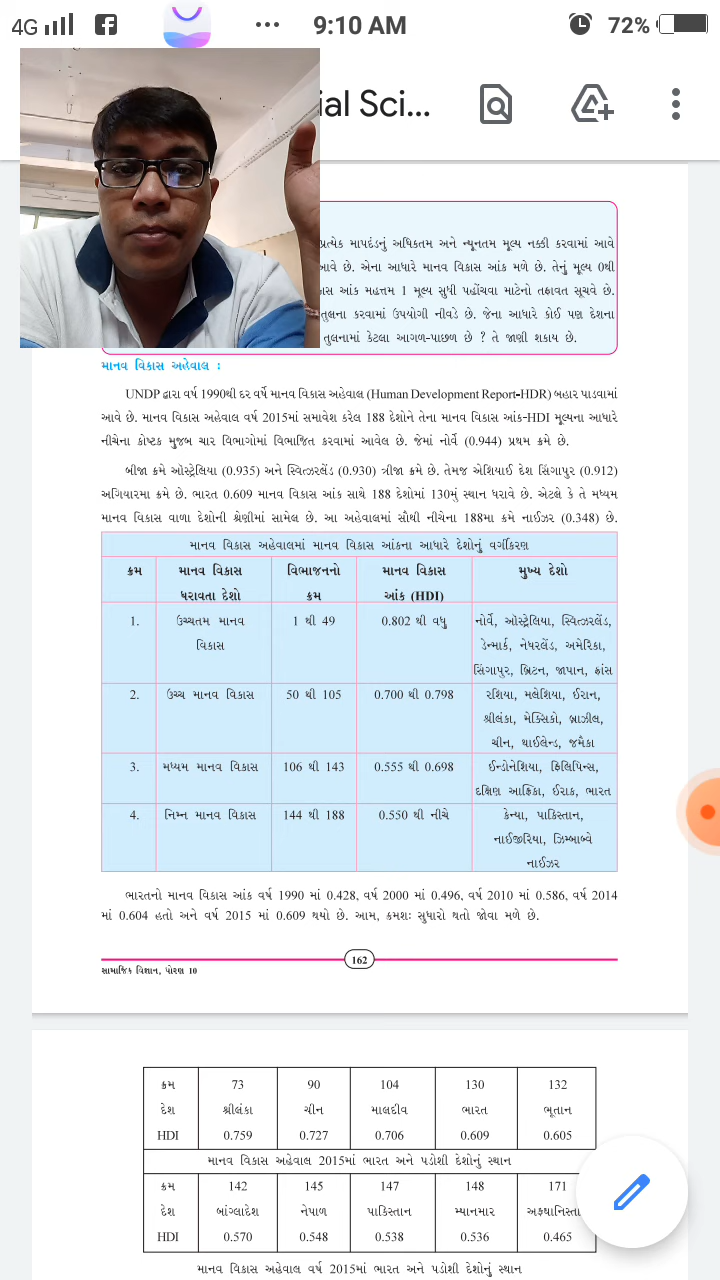 4G
9:10 AM
72%
ial Sci...
પ્રત્યેક માપદંડનું અધિકતમ અને ન્યૂનતમ મૂલ્ય નક્કી કરવામાં આવે
છે. એના આધારે માનવ વિકાસ આંક મળે છે. તેનું મૂલ્ય 0થી
આંક મહત્તમ 1 મૂલ્ય સુધી પહોંચવા માટેનો તફાવત સૂચવે છે.
કરવામાં ઉપયોગી નીવડે છે. જેના આધારે કોઈ પણ દેશના
તુલનામાં કેટલા આગળ-પાછળ છે ? તે જાણી શકાય છે.
માનવ વિકાસ અહેવાલ :
UNDP દ્વારા વર્ષ 1990થી દર વર્ષે માનવ વિકાસ અહેવાલ (Human Development Report-HDR) બહાર પાડવામાં
આવે છે. માનવ વિકાસ અહેવાલ વર્ષ 2015માં સમાવેશ કરેલ 188 દેશોને તેના માનવ વિકાસ આંક-HDI મૂલ્યના આધારે
નીચેના કોષ્ટક મુજબ ચાર વિભાગોમાં વિભાજિત કરવામાં આવેલ છે. જેમાં નોર્વે (0.944) પ્રથમ ક્રમે છે.
બીજા ક્રમે ઑસ્ટ્રેલિયા (0.935) અને સ્વિત્ઝરલેંડ (0.930) ત્રીજા ક્રમે છે. તેમજ એશિયાઈ દેશ સિંગાપુર (0.912)
અગિયારમા ક્રમે છે. ભારત 0.609 માનવ વિકાસ આંક સાથે 188 દેશોમાં 130મું સ્થાન ધરાવે છે. એટલે કે તે મધ્યમ
માનવ વિકાસ વાળા દેશોની શ્રેણીમાં સામેલ છે. આ અહેવાલમાં સૌથી નીચેના 188મા ક્રમે નાઈઝર (0.348) છે.
માનવ વિકાસ અહેવાલમાં માનવ વિકાસ આંકના આધારે દેશોનું વર્ગીકરણ
ક્રમ માનવ વિકાસ વિભાજનનો માનવ વિકાસ મુખ્ય દેશો
ધરાવતા દેશો ક્રમ આંક (HDI)
1. ઉચ્ચતમ માનવ 1 થી 49 0.802 થી વધુ નોર્વે, ઑસ્ટ્રેલિયા, સ્વિત્ઝરલેંડ,
વિકાસ ડેન્માર્ક, નેધરલેંડ, અમેરિકા,
સિંગાપુર, બ્રિટન, જાપાન, ફ્રાંસ
2. ઉચ્ચ માનવ વિકાસ 50 થી 105 0.700 થી 0.798 રશિયા, મલેશિયા, ઈરાન,
શ્રીલંકા, મેક્સિકો, બ્રાઝીલ,
ચીન, થાઈલેન્ડ, જમૈકા
3. મધ્યમ માનવ વિકાસ 106 થી 143 0.555 થી 0.698 ઈન્ડોનેશિયા, ફિલિપિન્સ,
દક્ષિણ આફ્રિકા, ઈરાક, ભારત
4. નિમ્ન માનવ વિકાસ 144 થી 188 0.550 થી નીચે કેન્યા, પાકિસ્તાન,
નાઈજીરિયા, ઝિમ્બાબ્વે
નાઈઝર
ભારતનો માનવ વિકાસ આંક વર્ષ 1990 માં 0.428, વર્ષ 2000 માં 0.496, વર્ષ 2010 માં 0.586, વર્ષ 2014
માં 0.604 હતો અને વર્ષ 2015 માં 0.609 થયો છે. આમ, ક્રમશઃ સુધારો થતો જોવા મળે છે.
162
સામાજિક વિજ્ઞાન, ધોરણ 10
ક્રમ 73 90 104 130 132
દેશ શ્રીલંકા ચીન માલદીવ ભારત ભૂતાન
HDI 0.759 0.727 0.706 0.609 0.605
માનવ વિકાસ અહેવાલ 2015માં ભારત અને પડોશી દેશોનું સ્થાન
ક્રમ 142 145 147 148 171
દેશ બાંગ્લાદેશ નેપાળ પાકિસ્તાન મ્યાનમાર
HDI 0.570 0.548 0.538 0.536 0.465
માનવ વિકાસ અહેવાલ વર્ષ 2015માં ભારત અને પડોશી દેશોનું સ્થાન